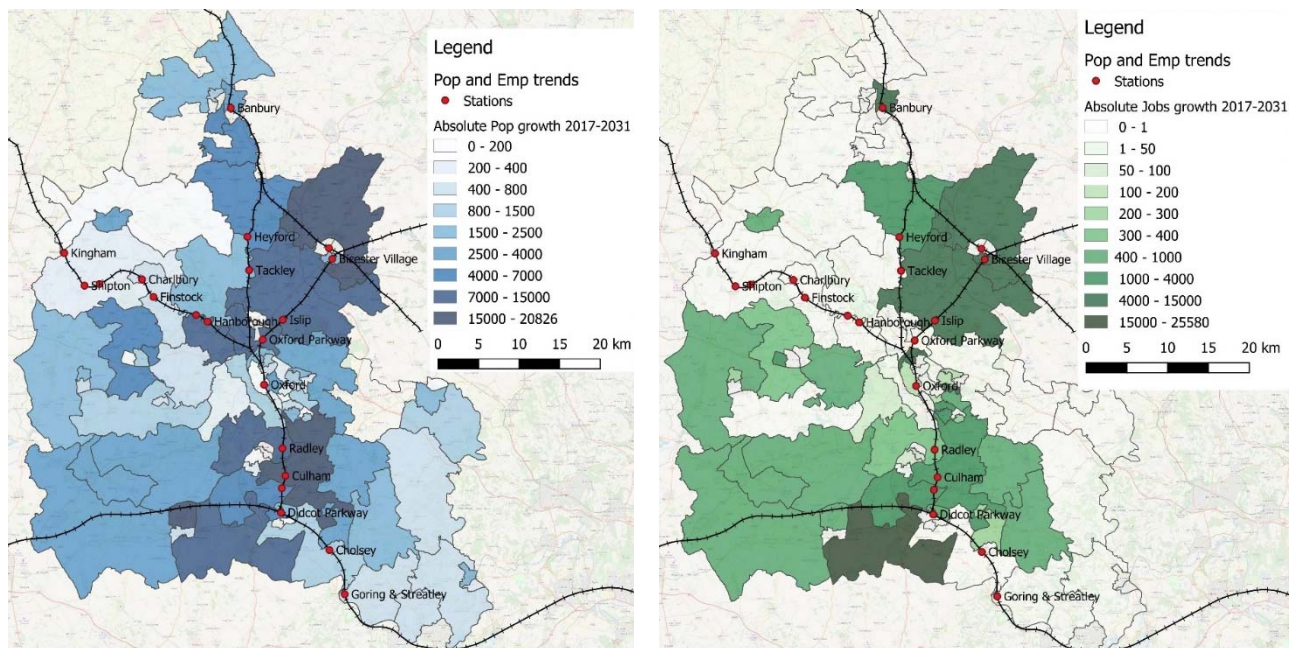 Legend
Pop and Emp trends
Stations
Absolute Pop growth 2017-2031
0 - 200
200 - 400
400 - 800
800 - 1500
1500 - 2500
2500 - 4000
4000 - 7000
7000 - 15000
15000 - 20826
0 5 10 15 20 km
Banbury
Heyford
Kingham
Bicester Village
Tackley
Charlbury
Shipton
Finstock
Hanborough
Islip
Oxford Parkway
Oxford
Radley
Culham
Didcot Parkway
Cholsey
Goring & Streatley
Legend
Pop and Emp trends
Stations
Absolute Jobs growth 2017-2031
0 - 1
1 - 50
50 - 100
100 - 200
200 - 300
300 - 400
400 - 1000
1000 - 4000
4000 - 15000
15000 - 25580
0 5 10 15 20 km
Banbury
Heyford
Kingham
Bicester Village
Tackley
Charlbury
Shipton
Finstock
Hanborough
Islip
Oxford Parkway
Oxford
Radley
Culham
Didcot Parkway
Cholsey
Goring & Streatley